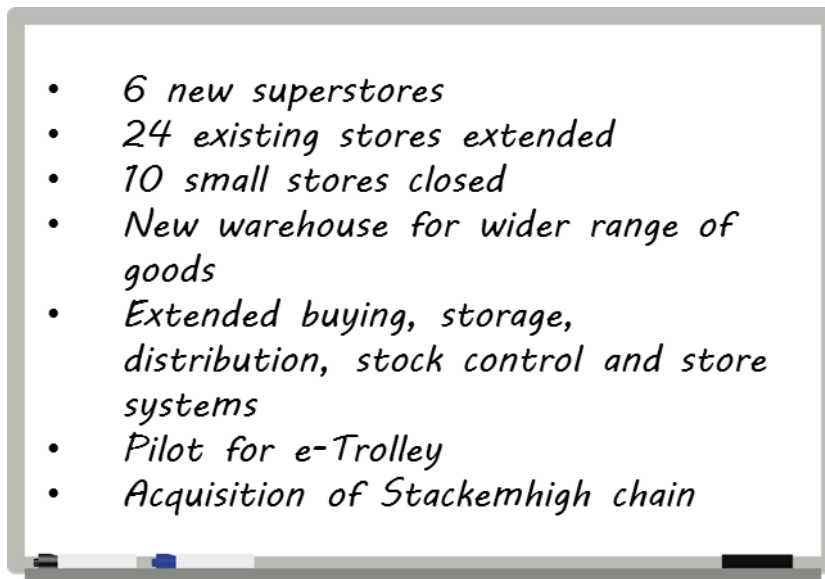 • 6 new superstores
• 24 existing stores extended
• 10 small stores closed
• New warehouse for wider range of
goods
• Extended buying, storage,
distribution, stock control and store
systems
• Pilot for e-Trolley
• Acquisition of Stackemhigh chain